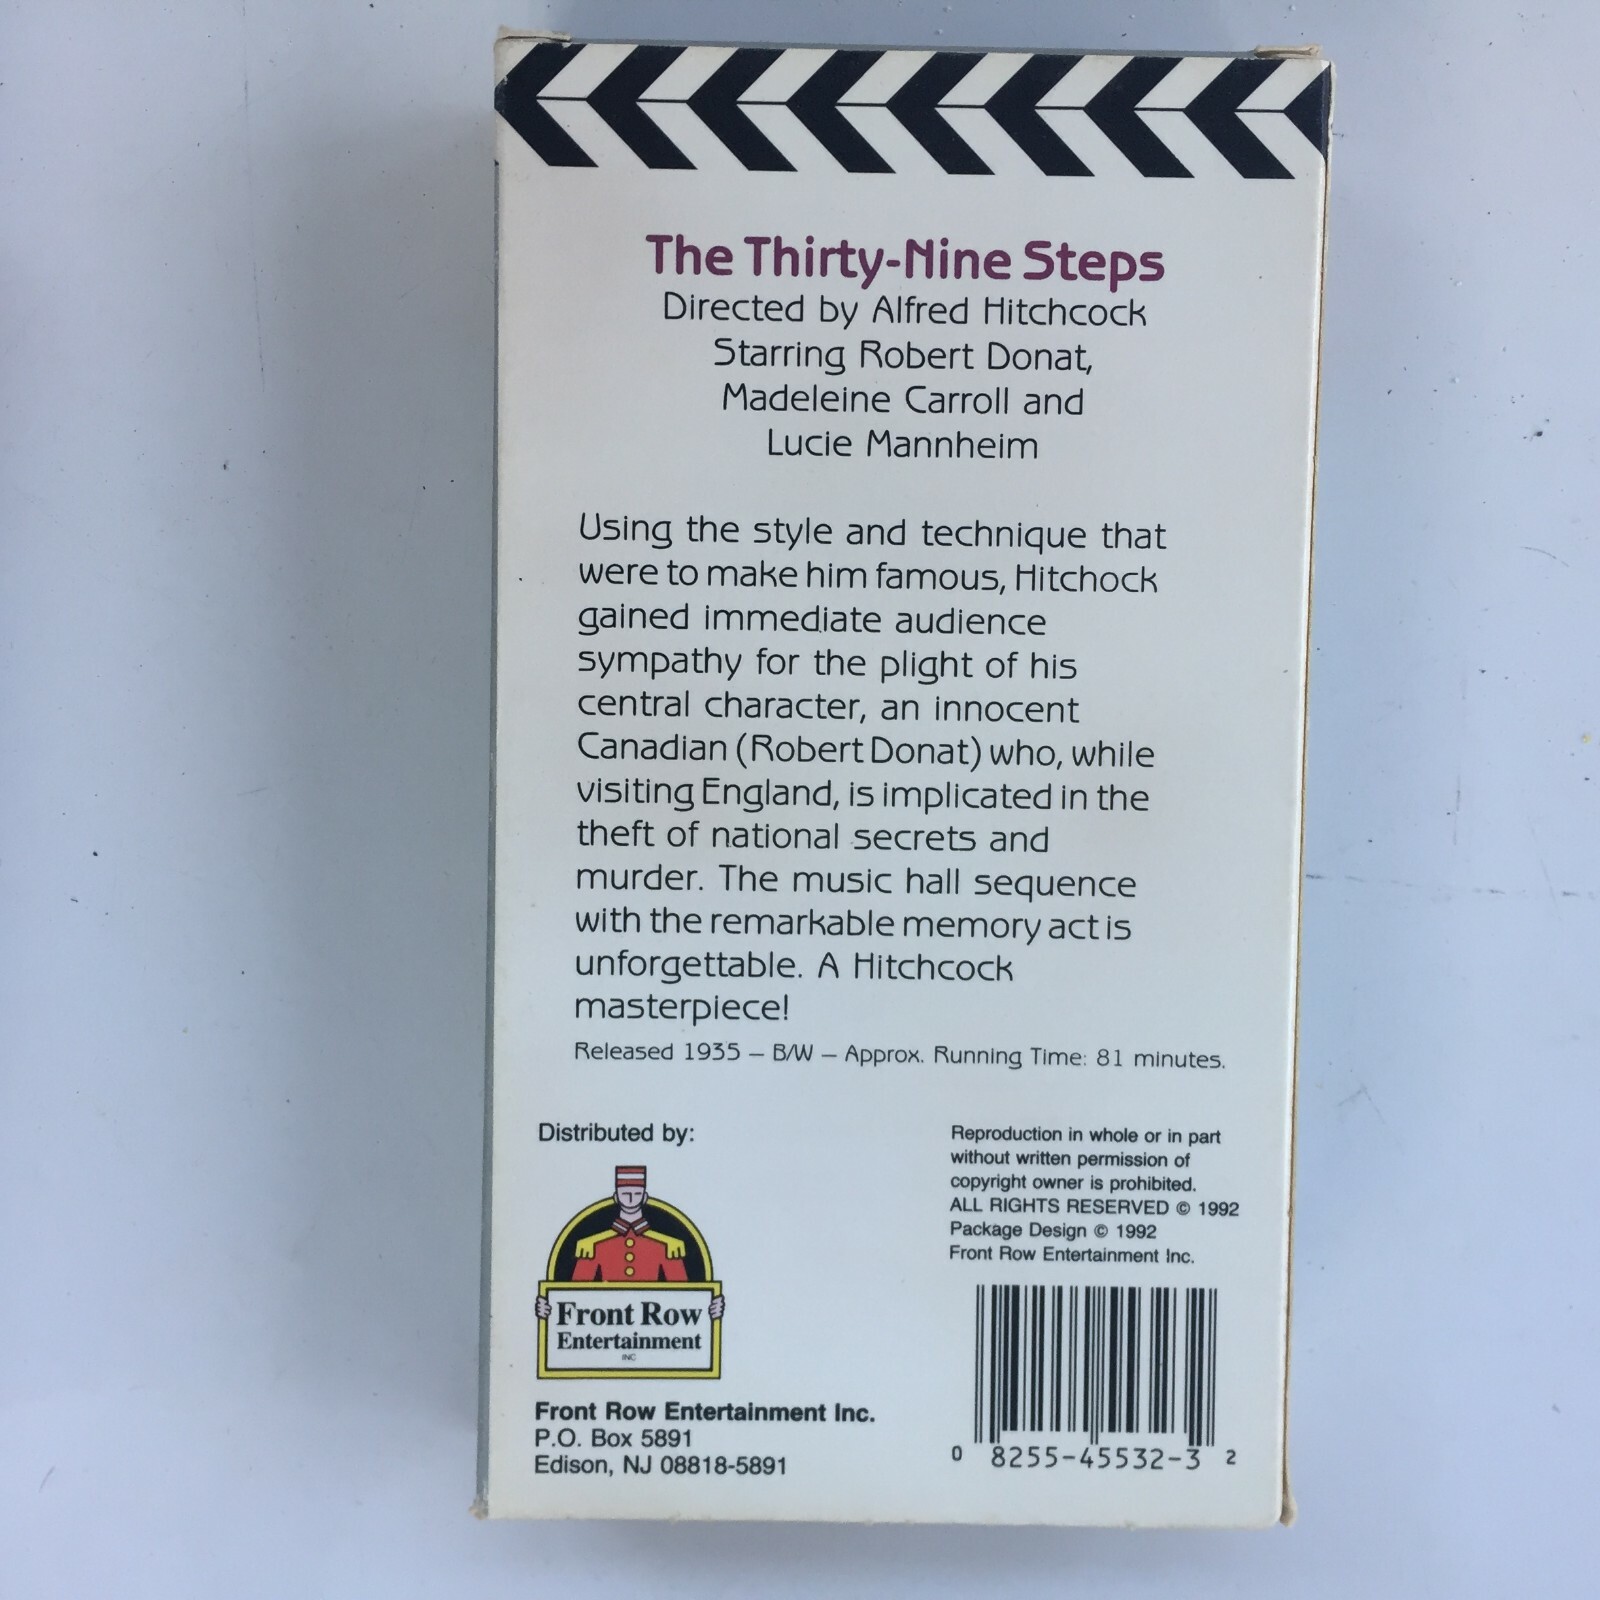 The Thirty-Nine Steps
Directed by Alfred Hitchcock
Starring Robert Donat,
Madeleine Carroll and
Lucie Mannheim
Using the style and technique that
were to make him famous, Hitchock
gained immediate audience
sympathy for the plight of his
central character, an innocent
Canadian (Robert Donat) who, while
visiting England, is implicated in the
theft of national secrets and
murder. The music hall sequence
with the remarkable memory act is
unforgettable. A Hitchcock
masterpiece!
Released 1935 – B/W – Approx. Running Time: 81 minutes.
Distributed by:
Front Row
Entertainment
INC
Front Row Entertainment Inc.
P.O. Box 5891
Edison, NJ 08818-5891
Reproduction in whole or in part
without written permission of
copyright owner is prohibited.
ALL RIGHTS RESERVED © 1992
Package Design © 1992
Front Row Entertainment Inc.
0 8255-45532-3 2